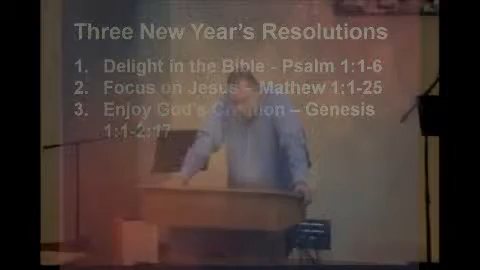 Three New Year's Resolutions
1. Delight in the Bible - Psalm 1:1-6
2. Focus on Jesus - Mathew 1:1-25
3. Enjoy God's Creation – Genesis
1:1-2:17